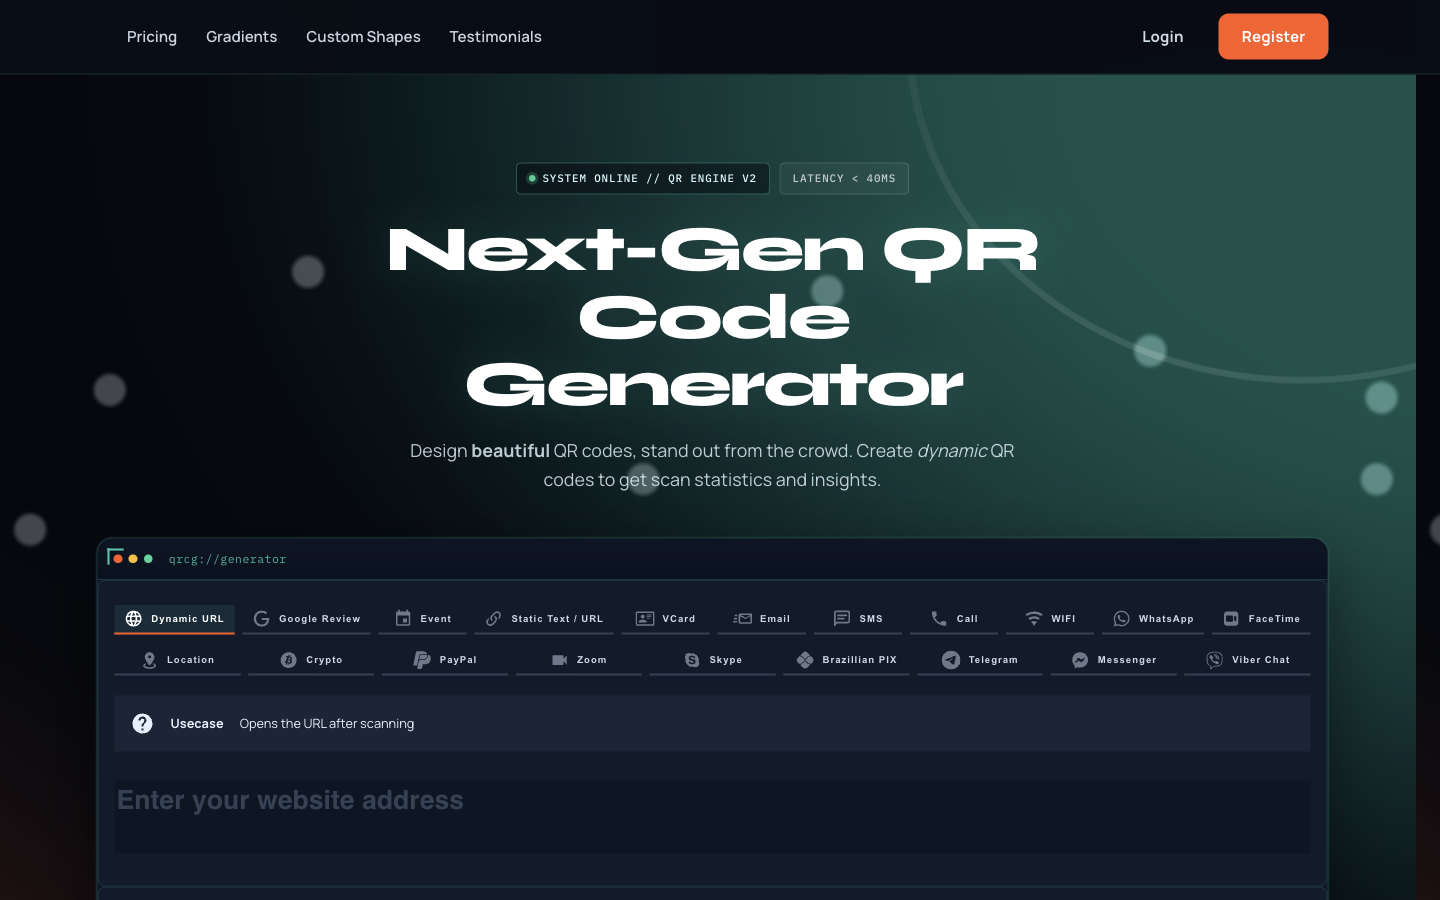 Pricing Gradients Custom Shapes Testimonials Login Register
SYSTEM ONLINE // QR ENGINE V2 LATENCY < 40MS
Next-Gen QR
Code
Generator
Design beautiful QR codes, stand out from the crowd. Create dynamic QR
codes to get scan statistics and insights.
qrcg://generator
Dynamic URL Google Review Event Static Text / URL VCard Email SMS Call WIFI WhatsApp FaceTime
Location Crypto PayPal Zoom Skype Brazillian PIX Telegram Messenger Viber Chat
Usecase Opens the URL after scanning
Enter your website address